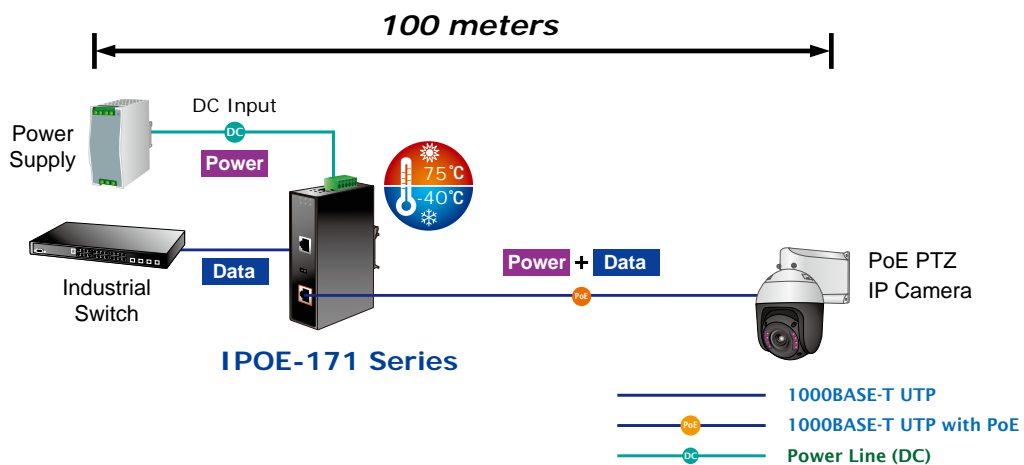 100 meters
DC Input
Power
Supply
DC
Power
75°C
-40°C
Data
Industrial
Switch
Power + Data
PoE
PoE PTZ
IP Camera
IPOE-171 Series
1000BASE-T UTP
PoE
1000BASE-T UTP with PoE
DC
Power Line (DC)